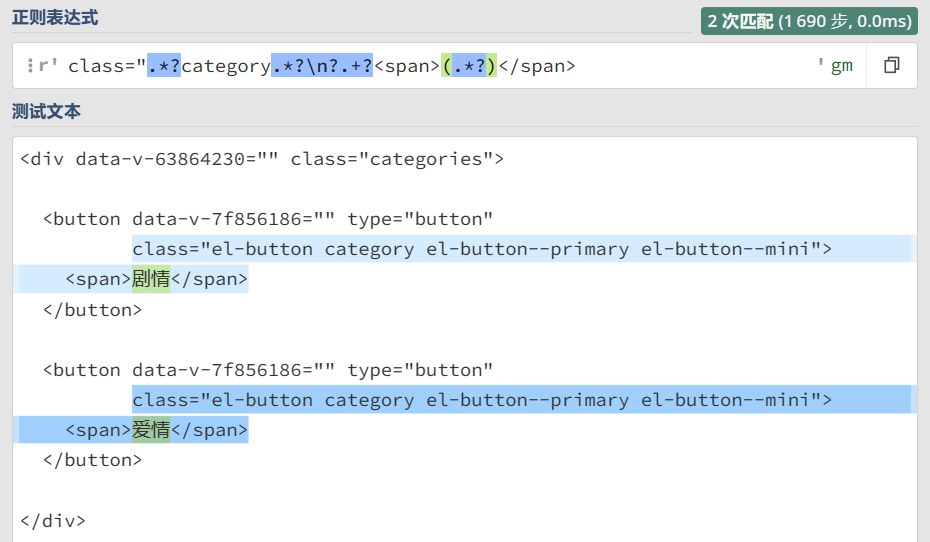 正则表达式
2 次匹配 (1 690 步, 0.0ms)
r' class=".*?category.*?\n?.+?<span>(.*?)</span> ' gm
测试文本
<div data-v-63864230="" class="categories">
<button data-v-7f856186="" type="button"
class="el-button category el-button--primary el-button--mini">
<span>剧情</span>
</button>
<button data-v-7f856186="" type="button"
class="el-button category el-button--primary el-button--mini">
<span>爱情</span>
</button>
</div>